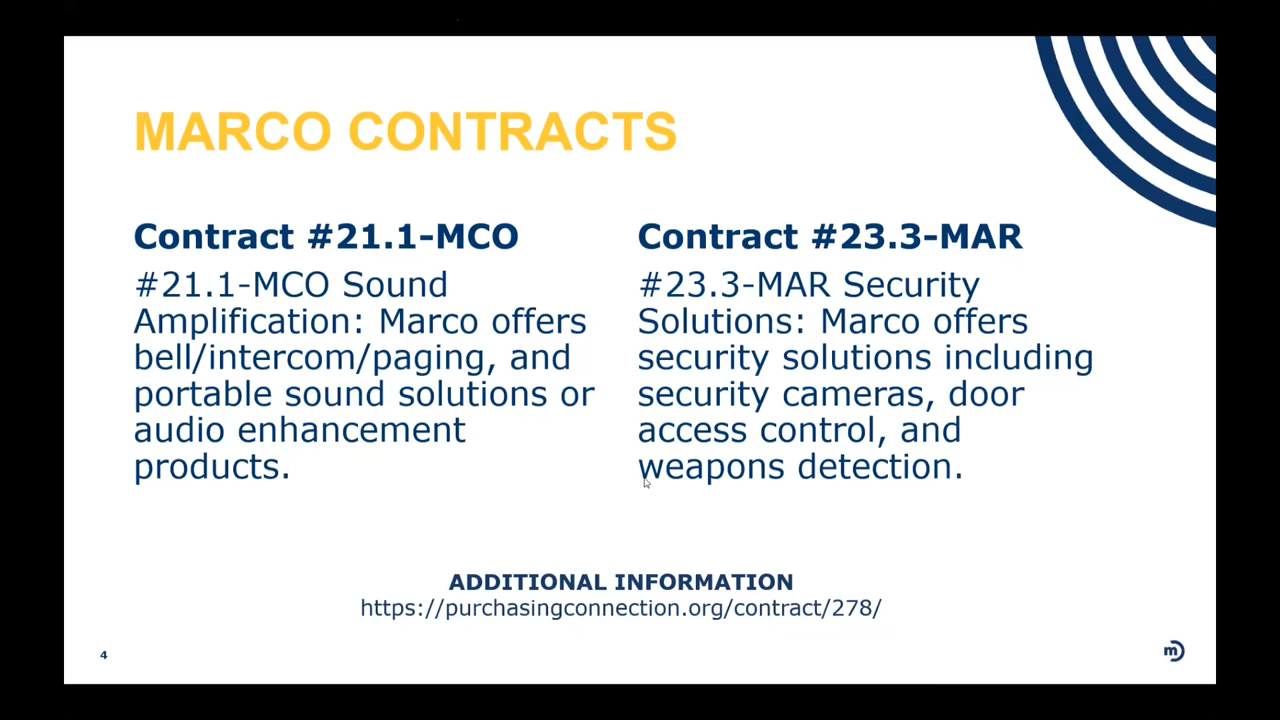 MARCO CONTRACTS
Contract #21.1-MCO
#21.1-MCO Sound
Amplification: Marco offers
bell/intercom/paging, and
portable sound solutions or
audio enhancement
products.
Contract #23.3-MAR
#23.3-MAR Security
Solutions: Marco offers
security solutions including
security cameras, door
access control, and
weapons detection.
ADDITIONAL INFORMATION
https://purchasingconnection.org/contract/278/
4
m